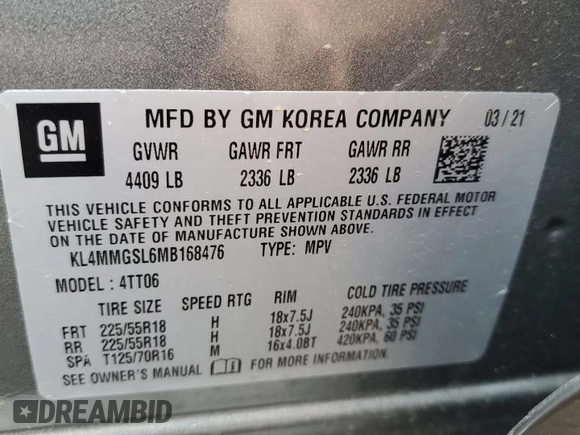 GM
MFD BY GM KOREA COMPANY 03/21
GVWR GAWR FRT GAWR RR
4409 LB 2336 LB 2336 LB
THIS VEHICLE CONFORMS TO ALL APPLICABLE U.S. FEDERAL MOTOR
VEHICLE SAFETY AND THEFT PREVENTION STANDARDS IN EFFECT
ON THE DATE OF MANUFACTURE SHOWN ABOVE.
KL4MMGSL6MB168476 TYPE: MPV
MODEL : 4TT06
TIRE SIZE SPEED RTG RIM COLD TIRE PRESSURE
FRT 225/55R18 H 18x7.5J 240KPA, 35 PSI
RR 225/55R18 H 18x7.5J 240KPA, 35 PSI
SPA T125/70R16 M 16x4.0BT 420KPA, 60 PSI
SEE OWNER'S MANUAL FOR MORE INFORMATION.
DREAMBID